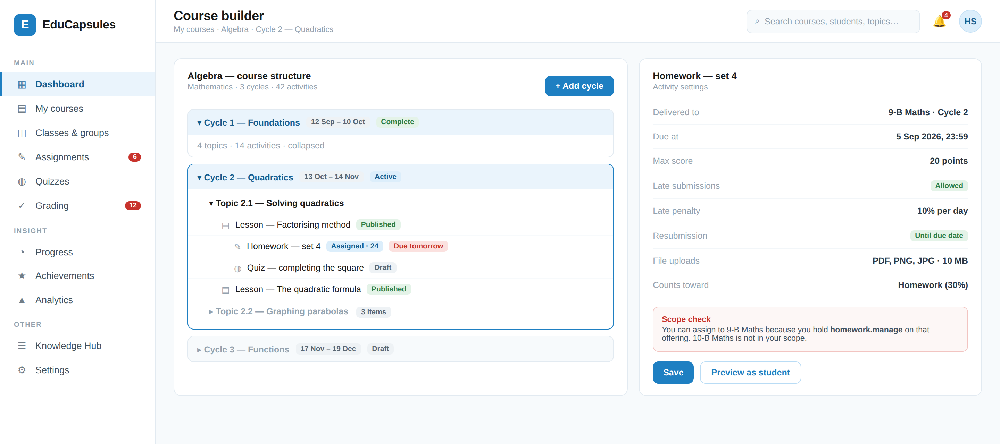 E EduCapsules
MAIN
Dashboard
My courses
Classes & groups
Assignments 6
Quizzes
Grading 12
INSIGHT
Progress
Achievements
Analytics
OTHER
Knowledge Hub
Settings
Course builder
My courses · Algebra · Cycle 2 — Quadratics
Search courses, students, topics…
4
HS
Algebra — course structure
Mathematics · 3 cycles · 42 activities
+ Add cycle
▾ Cycle 1 — Foundations 12 Sep – 10 Oct Complete
4 topics · 14 activities · collapsed
▾ Cycle 2 — Quadratics 13 Oct – 14 Nov Active
▾ Topic 2.1 — Solving quadratics
Lesson — Factorising method Published
Homework — set 4 Assigned · 24 Due tomorrow
Quiz — completing the square Draft
Lesson — The quadratic formula Published
▸ Topic 2.2 — Graphing parabolas 3 items
▸ Cycle 3 — Functions 17 Nov – 19 Dec Draft
Homework — set 4
Activity settings
Delivered to 9-B Maths · Cycle 2
Due at 5 Sep 2026, 23:59
Max score 20 points
Late submissions Allowed
Late penalty 10% per day
Resubmission Until due date
File uploads PDF, PNG, JPG · 10 MB
Counts toward Homework (30%)
Scope check
You can assign to 9-B Maths because you hold homework.manage on that
offering. 10-B Maths is not in your scope.
Save
Preview as student